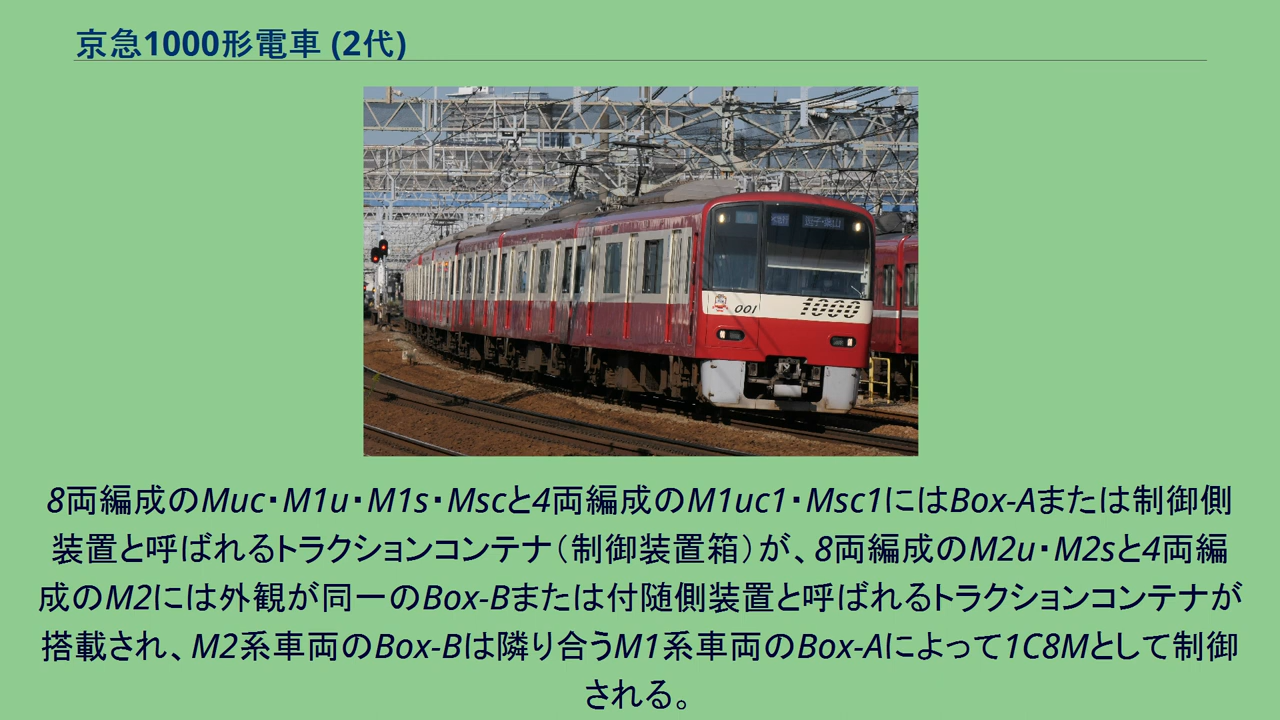 京急1000形電車 (2代)
001
1000
8両編成のMuc･M1u･M1s･Mscと4両編成のM1uc1･Msc1にはBox-Aまたは制御側
装置と呼ばれるトラクションコンテナ（制御装置箱）が、8両編成のM2u･M2sと4両編
成のM2には外観が同一のBox-Bまたは付随側装置と呼ばれるトラクションコンテナが
搭載され、M2系車両のBox-Bは隣り合うM1系車両のBox-Aによって1C8Mとして制御
される。